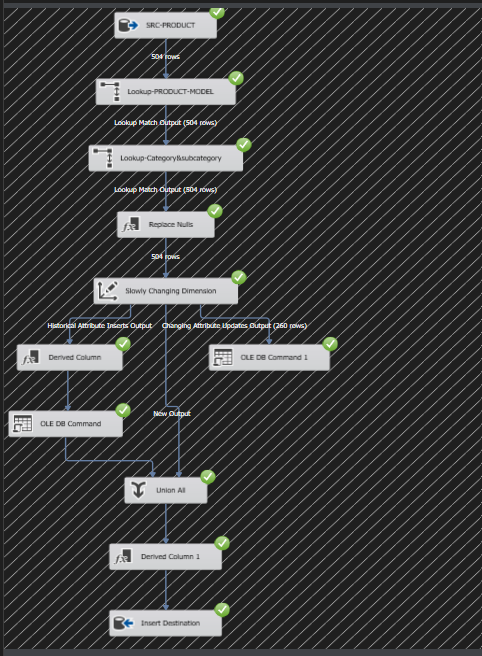 SRC-PRODUCT
504 rows
Lookup-PRODUCT-MODEL
Lookup Match Output (504 rows)
Lookup-Category&subcategory
Lookup Match Output (504 rows)
Replace Nulls
504 rows
Slowly Changing Dimension
Historical Attribute Inserts Output
Changing Attribute Updates Output (260 rows)
Derived Column
OLE DB Command 1
New Output
OLE DB Command
Union All
Derived Column 1
Insert Destination